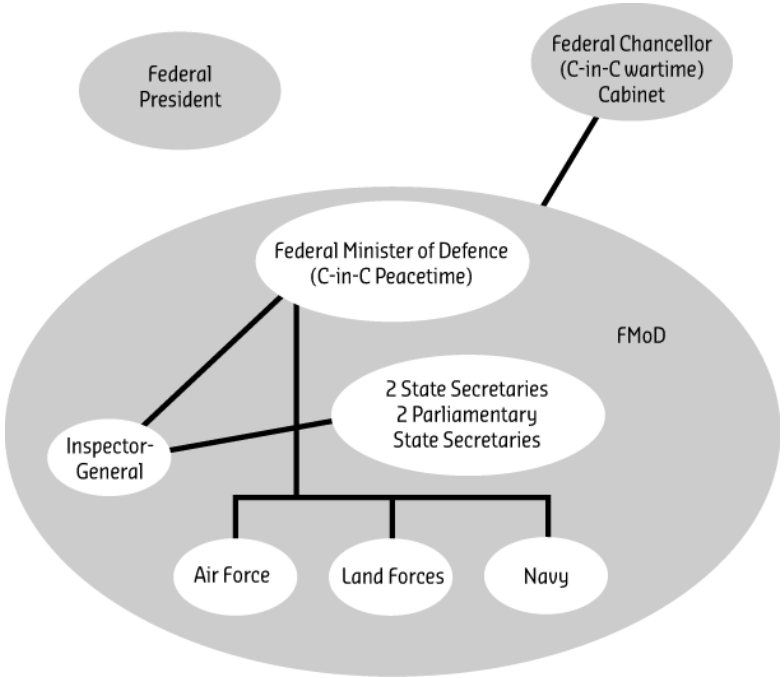 Federal
President
Federal Chancellor
(C-in-C wartime)
Cabinet
Federal Minister of Defence
(C-in-C Peacetime)
FMoD
2 State Secretaries
2 Parliamentary
State Secretaries
Inspector-
General
Air Force
Land Forces
Navy